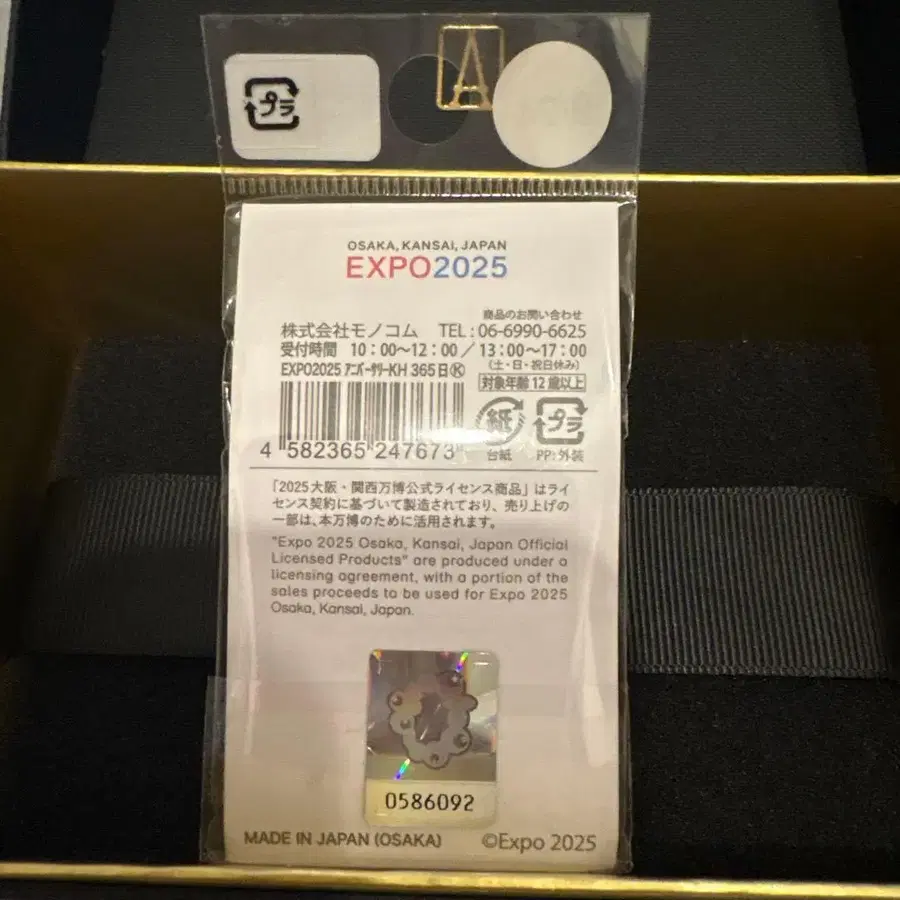 プラ
A
OSAKA, KANSAI, JAPAN
EXPO2025
商品のお問い合わせ
株式会社モノコム TEL:06-6990-6625
受付時間 10:00〜12:00/13:00〜17:00
(土・日・祝日休み)
EXPO2025 アニバーサリーKH 365日Ⓚ
対象年齢12歳以上
紙
プラ
4 582365 247673
台紙
PP:外装
「2025大阪・関西万博公式ライセンス商品」はライ
センス契約に基づいて製造されており、売り上げの
一部は、本万博のために活用されます。
"Expo 2025 Osaka, Kansai, Japan Official
Licensed Products" are produced under a
licensing agreement, with a portion of the
sales proceeds to be used for Expo 2025
Osaka, Kansai, Japan.
0586092
MADE IN JAPAN (OSAKA)
©Expo 2025